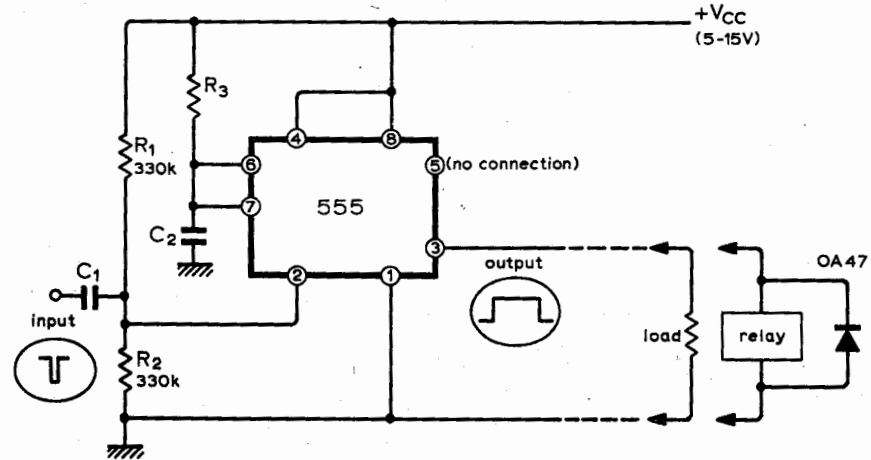 +VCC
(5-15V)
R3
R1
330k
4
8
6
5 (no connection)
7
555
C2
3
2
1
C1
input
output
OA47
load
relay
R2
330k